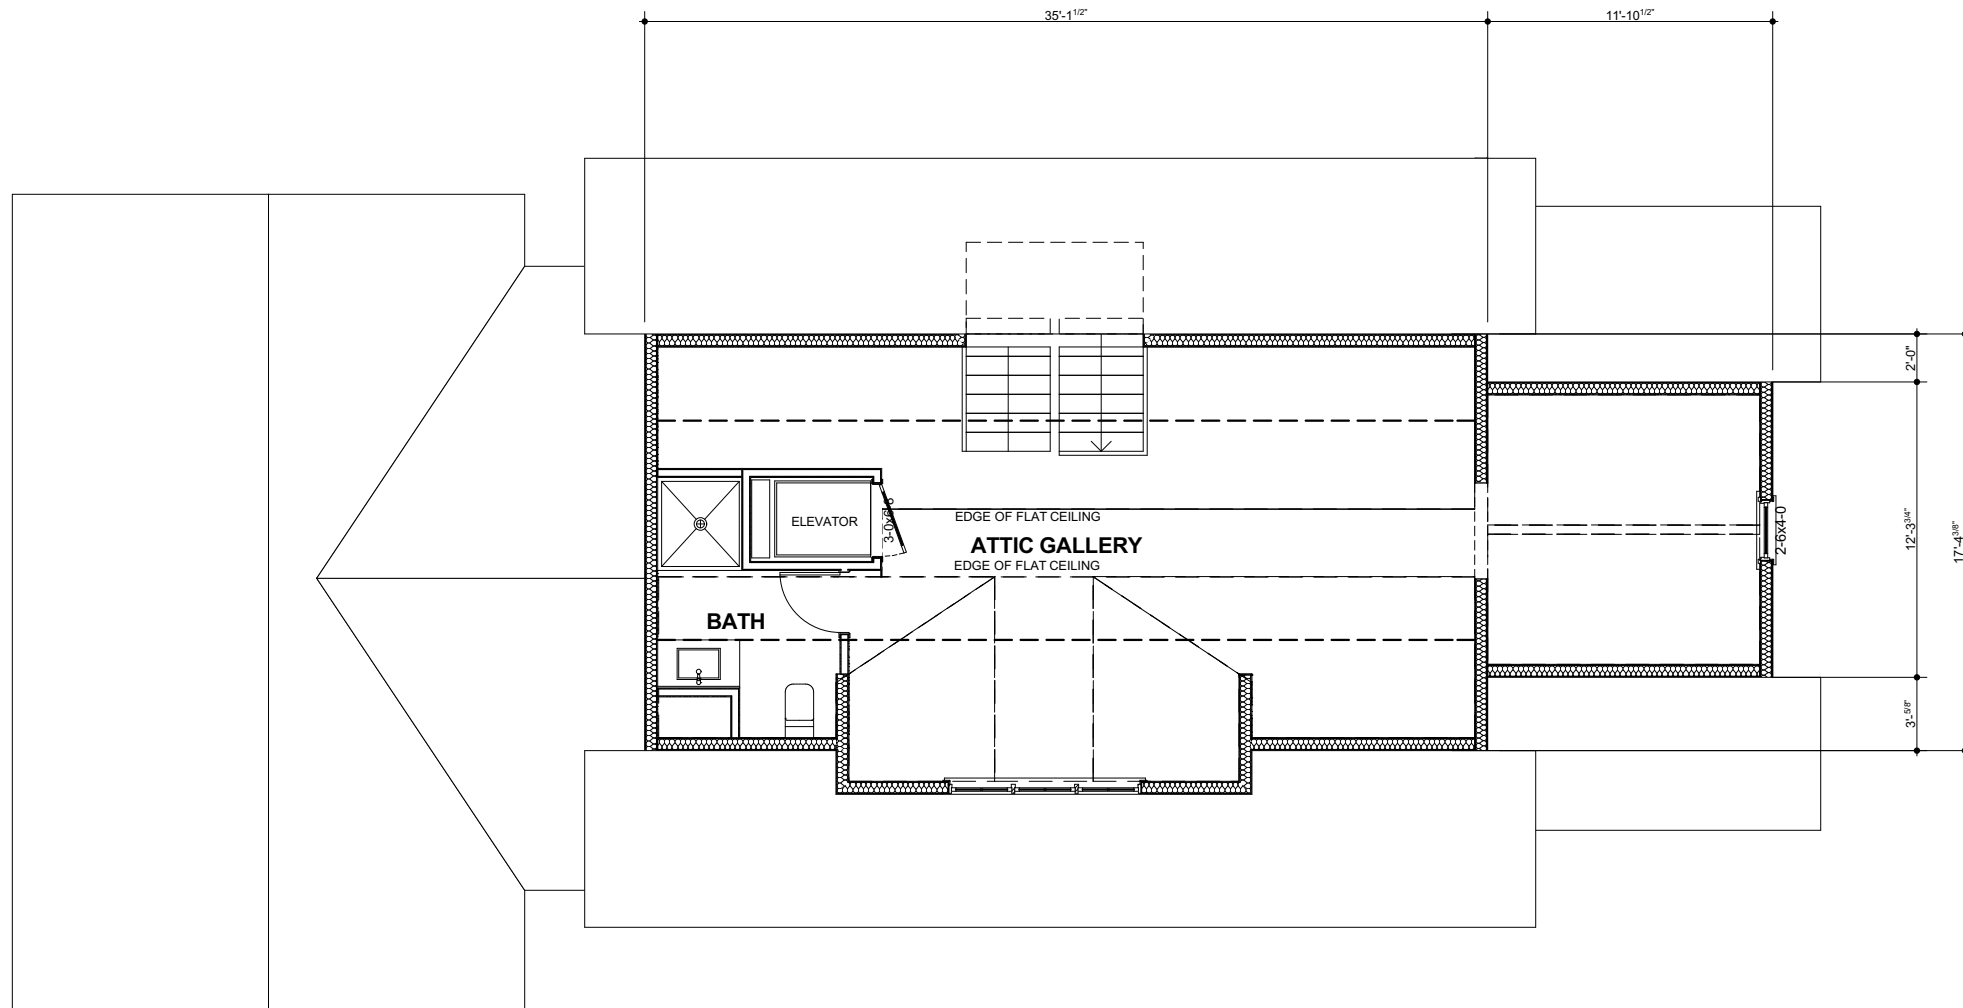 35'-1 1/2"
11'-10 1/2"
2'-0"
ELEVATOR
3-0x6-8
EDGE OF FLAT CEILING
ATTIC GALLERY
EDGE OF FLAT CEILING
2-6x4-0
12'-3 3/4"
17'-4 3/8"
BATH
3'- 5/8"